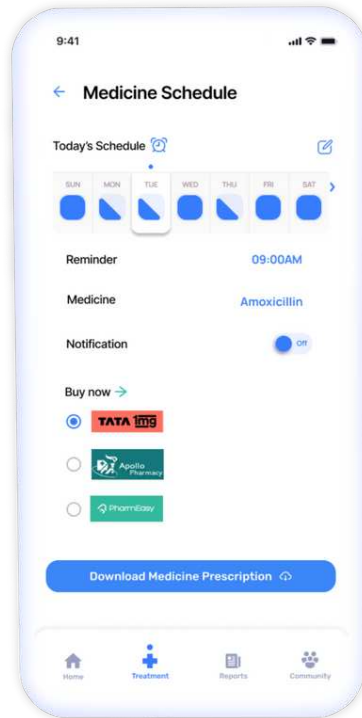 9:41
Medicine Schedule
Today's Schedule
SUN MON TUE WED THU FRI SAT
Reminder 09:00AM
Medicine Amoxicillin
Notification Off
Buy now
TATA 1mg
Apollo
Pharmacy
PharmEasy
Download Medicine Prescription
Home Treatment Reports Community